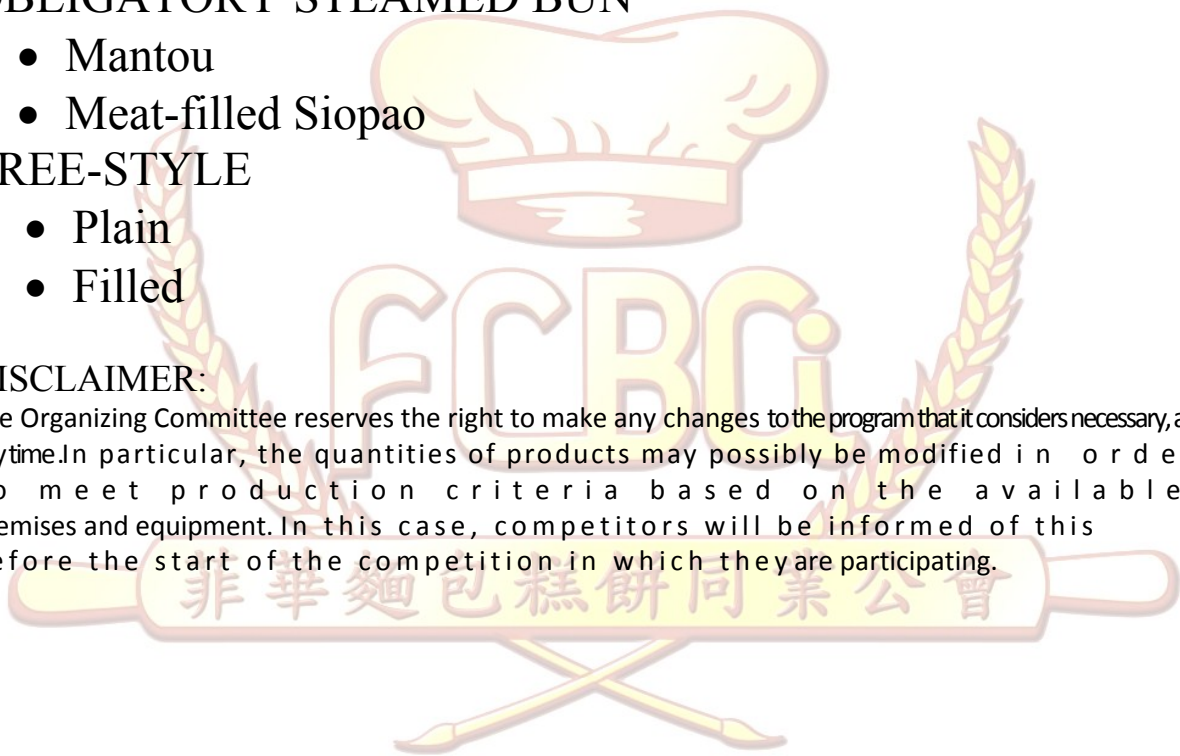 OBLIGATORY STEAMED BUN
• Mantou
• Meat-filled Siopao
REE-STYLE
• Plain
• Filled
ISCLAIMER:
e Organizing Committee reserves the right to make any changes to the program that it considers necessary, a
ytime.In particular, the quantities of products may possibly be modified in orde
o meet production criteria based on the available
emises and equipment. In this case, competitors will be informed of this
efore the start of the competition in which they are participating.
FCBGi
非華麵包糕餅同業公會